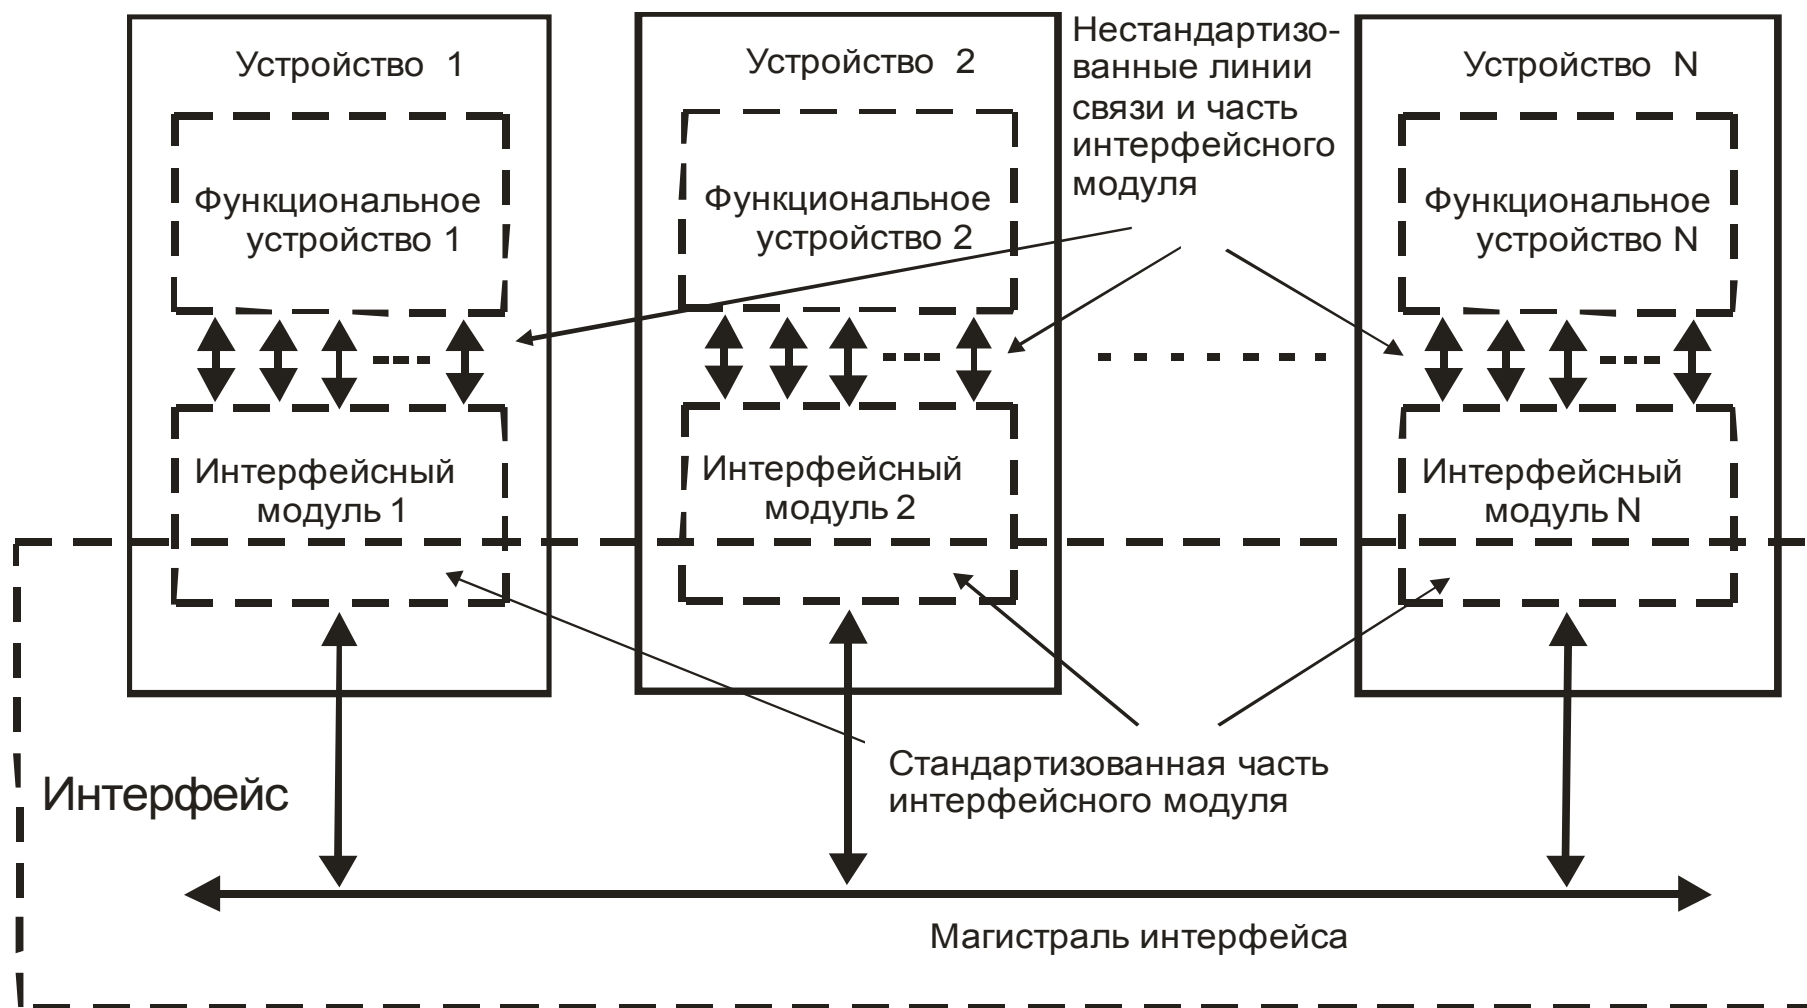 Устройство 1
Устройство 2
Нестандартизо-
ванные линии
связи и часть
интерфейсного
модуля
Устройство N
Функциональное
устройство 1
Функциональное
устройство 2
Функциональное
устройство N
Интерфейсный
модуль 1
Интерфейсный
модуль 2
Интерфейсный
модуль N
Стандартизованная часть
интерфейсного модуля
Интерфейс
Магистраль интерфейса